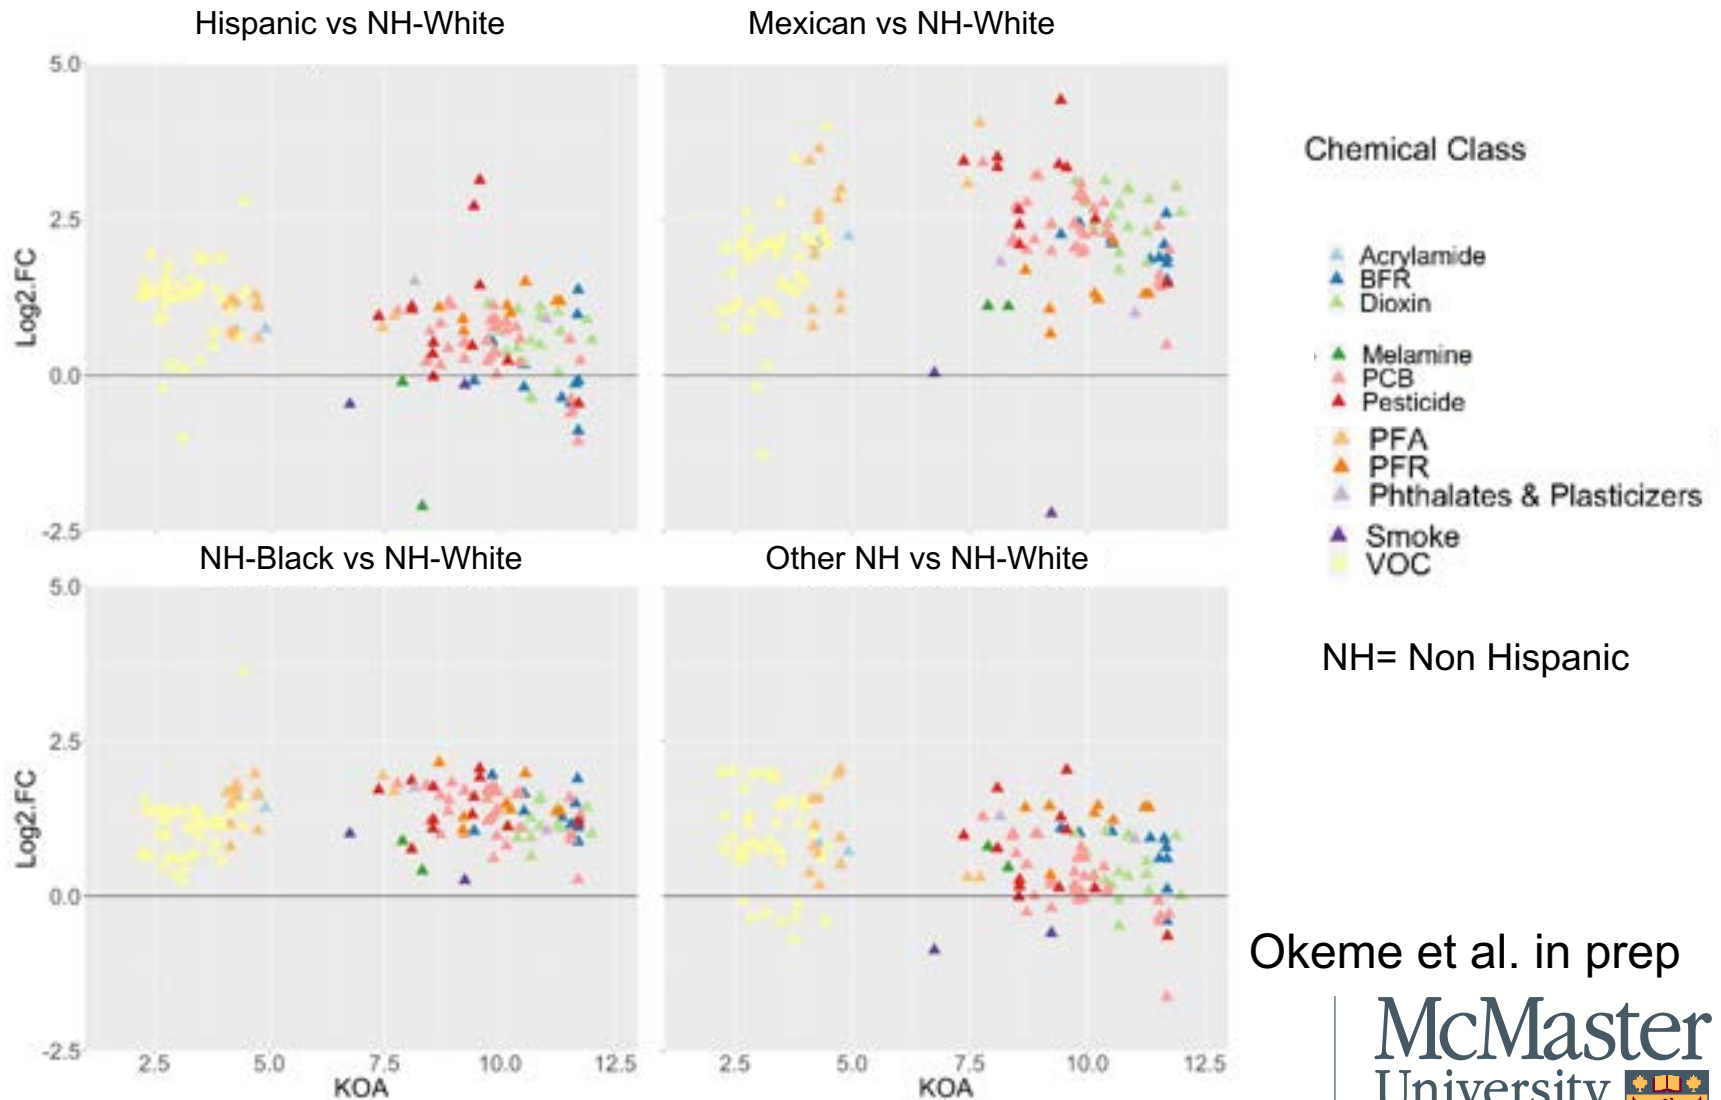 Hispanic vs NH-White
Mexican vs NH-White
5.0
2.5
0.0
-2.5
Log2.FC
NH-Black vs NH-White
Other NH vs NH-White
5.0
2.5
0.0
-2.5
Log2.FC
2.5 5.0 7.5 10.0 12.5
KOA
2.5 5.0 7.5 10.0 12.5
KOA
Chemical Class
Acrylamide
BFR
Dioxin
Melamine
PCB
Pesticide
PFA
PFR
Phthalates & Plasticizers
Smoke
VOC
NH= Non Hispanic
Okeme et al. in prep
McMaster
University